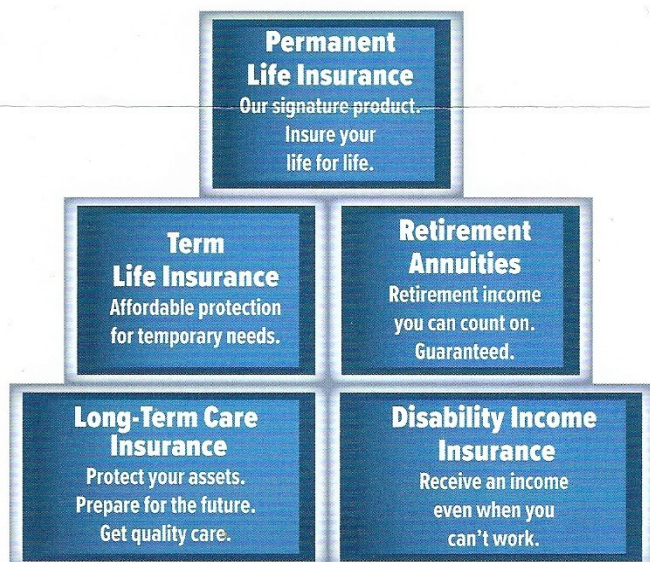 Permanent
Life Insurance
Our signature product.
Insure your
life for life.
Term
Life Insurance
Affordable protection
for temporary needs.
Retirement
Annuities
Retirement income
you can count on.
Guaranteed.
Long-Term Care
Insurance
Protect your assets.
Prepare for the future.
Get quality care.
Disability Income
Insurance
Receive an income
even when you
can't work.